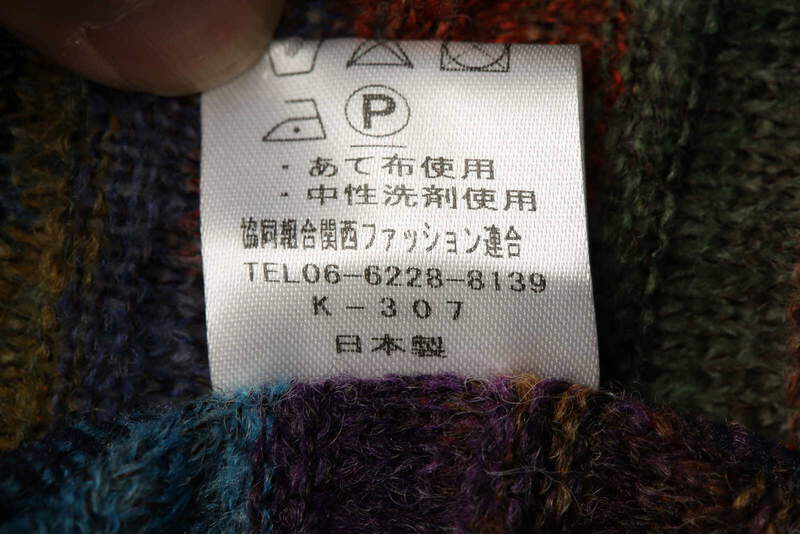 P
・あて布使用
・中性洗剤使用
協同組合関西ファッション連合
TEL06-6228-8139
K-307
日本製